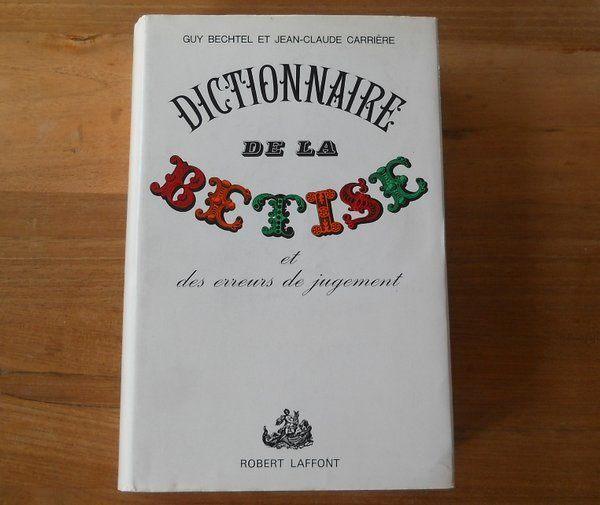 GUY BECHTEL ET JEAN-CLAUDE CARRIÈRE
DICTIONNAIRE
DE LA
BETISE
et
des erreurs de jugement
ROBERT LAFFONT